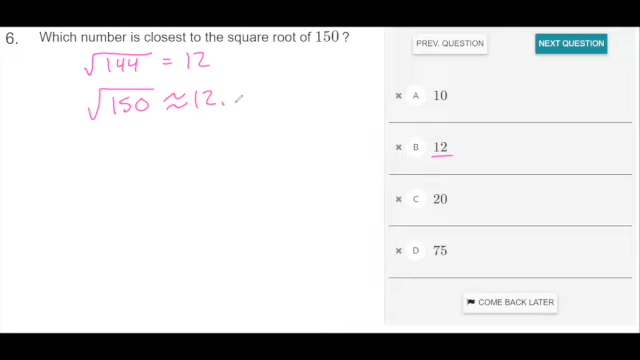 6. Which number is closest to the square root of 150 ?
√144 = 12
√150 ≈ 12.
PREV. QUESTION
NEXT QUESTION
× A 10
× B 12
× C 20
× D 75
COME BACK LATER